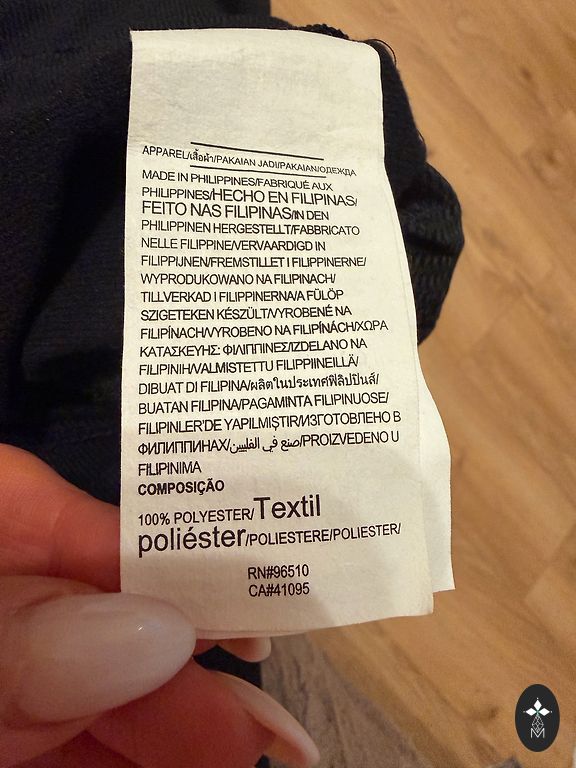 APPAREL/เสื้อผ้า/PAKAIAN JADI/PAKAIAN/ОДЕЖДА
MADE IN PHILIPPINES/FABRIQUÉ AUX
PHILIPPINES/HECHO EN FILIPINAS/
FEITO NAS FILIPINAS/IN DEN
PHILIPPINEN HERGESTELLT/FABBRICATO
NELLE FILIPPINE/VERVAARDIGD IN
FILIPPIJNEN/FREMSTILLET I FILIPPINERNE/
WYPRODUKOWANO NA FILIPINACH/
TILLVERKAD I FILIPPINERNA/A FÜLÖP
SZIGETEKEN KÉSZÜLT/VYROBENÉ NA
FILIPÍNACH/VYROBENO NA FILIPÍNÁCH/ΧΩΡΑ
ΚΑΤΑΣΚΕΥΗΣ: ΦΙΛΙΠΠΙΝΕΣ/IZDELANO NA
FILIPINIH/VALMISTETTU FILIPPIINEILLÄ/
DIBUAT DI FILIPINA/ผลิตในประเทศฟิลิปปินส์/
BUATAN FILIPINA/PAGAMINTA FILIPINUOSE/
FILIPINLER'DE YAPILMIŞTIR/ИЗГОТОВЛЕНО В
ФИЛИППИНАХ/صنع في الفلبين/PROIZVEDENO U
FILIPINIMA
COMPOSIÇÃO
100% POLYESTER/Textil
poliéster/POLIESTERE/POLIESTER/
RN#96510
CA#41095
M